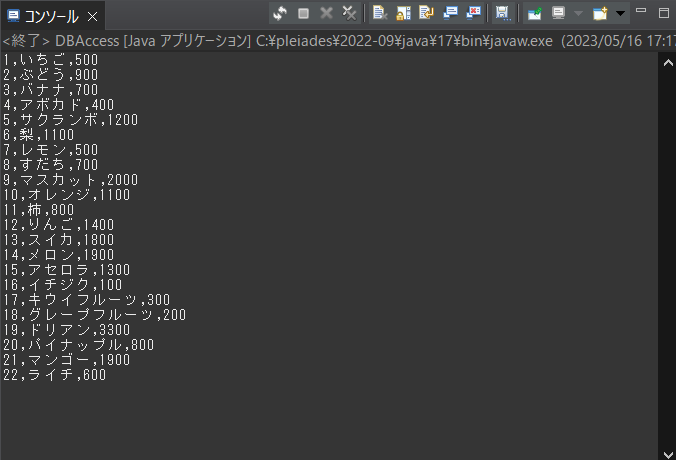 コンソール
<終了> DBAccess [Java アプリケーション] C:¥pleiades¥2022-09¥java¥17¥bin¥javaw.exe (2023/05/16 17:17
1,いちご,500
2,ぶどう,900
3,バナナ,700
4,アボカド,400
5,サクランボ,1200
6,梨,1100
7,レモン,500
8,すだち,700
9,マスカット,2000
10,オレンジ,1100
11,柿,800
12,りんご,1400
13,スイカ,1800
14,メロン,1900
15,アセロラ,1300
16,イチジク,100
17,キウイフルーツ,300
18,グレープフルーツ,200
19,ドリアン,3300
20,パイナップル,800
21,マンゴー,1900
22,ライチ,600